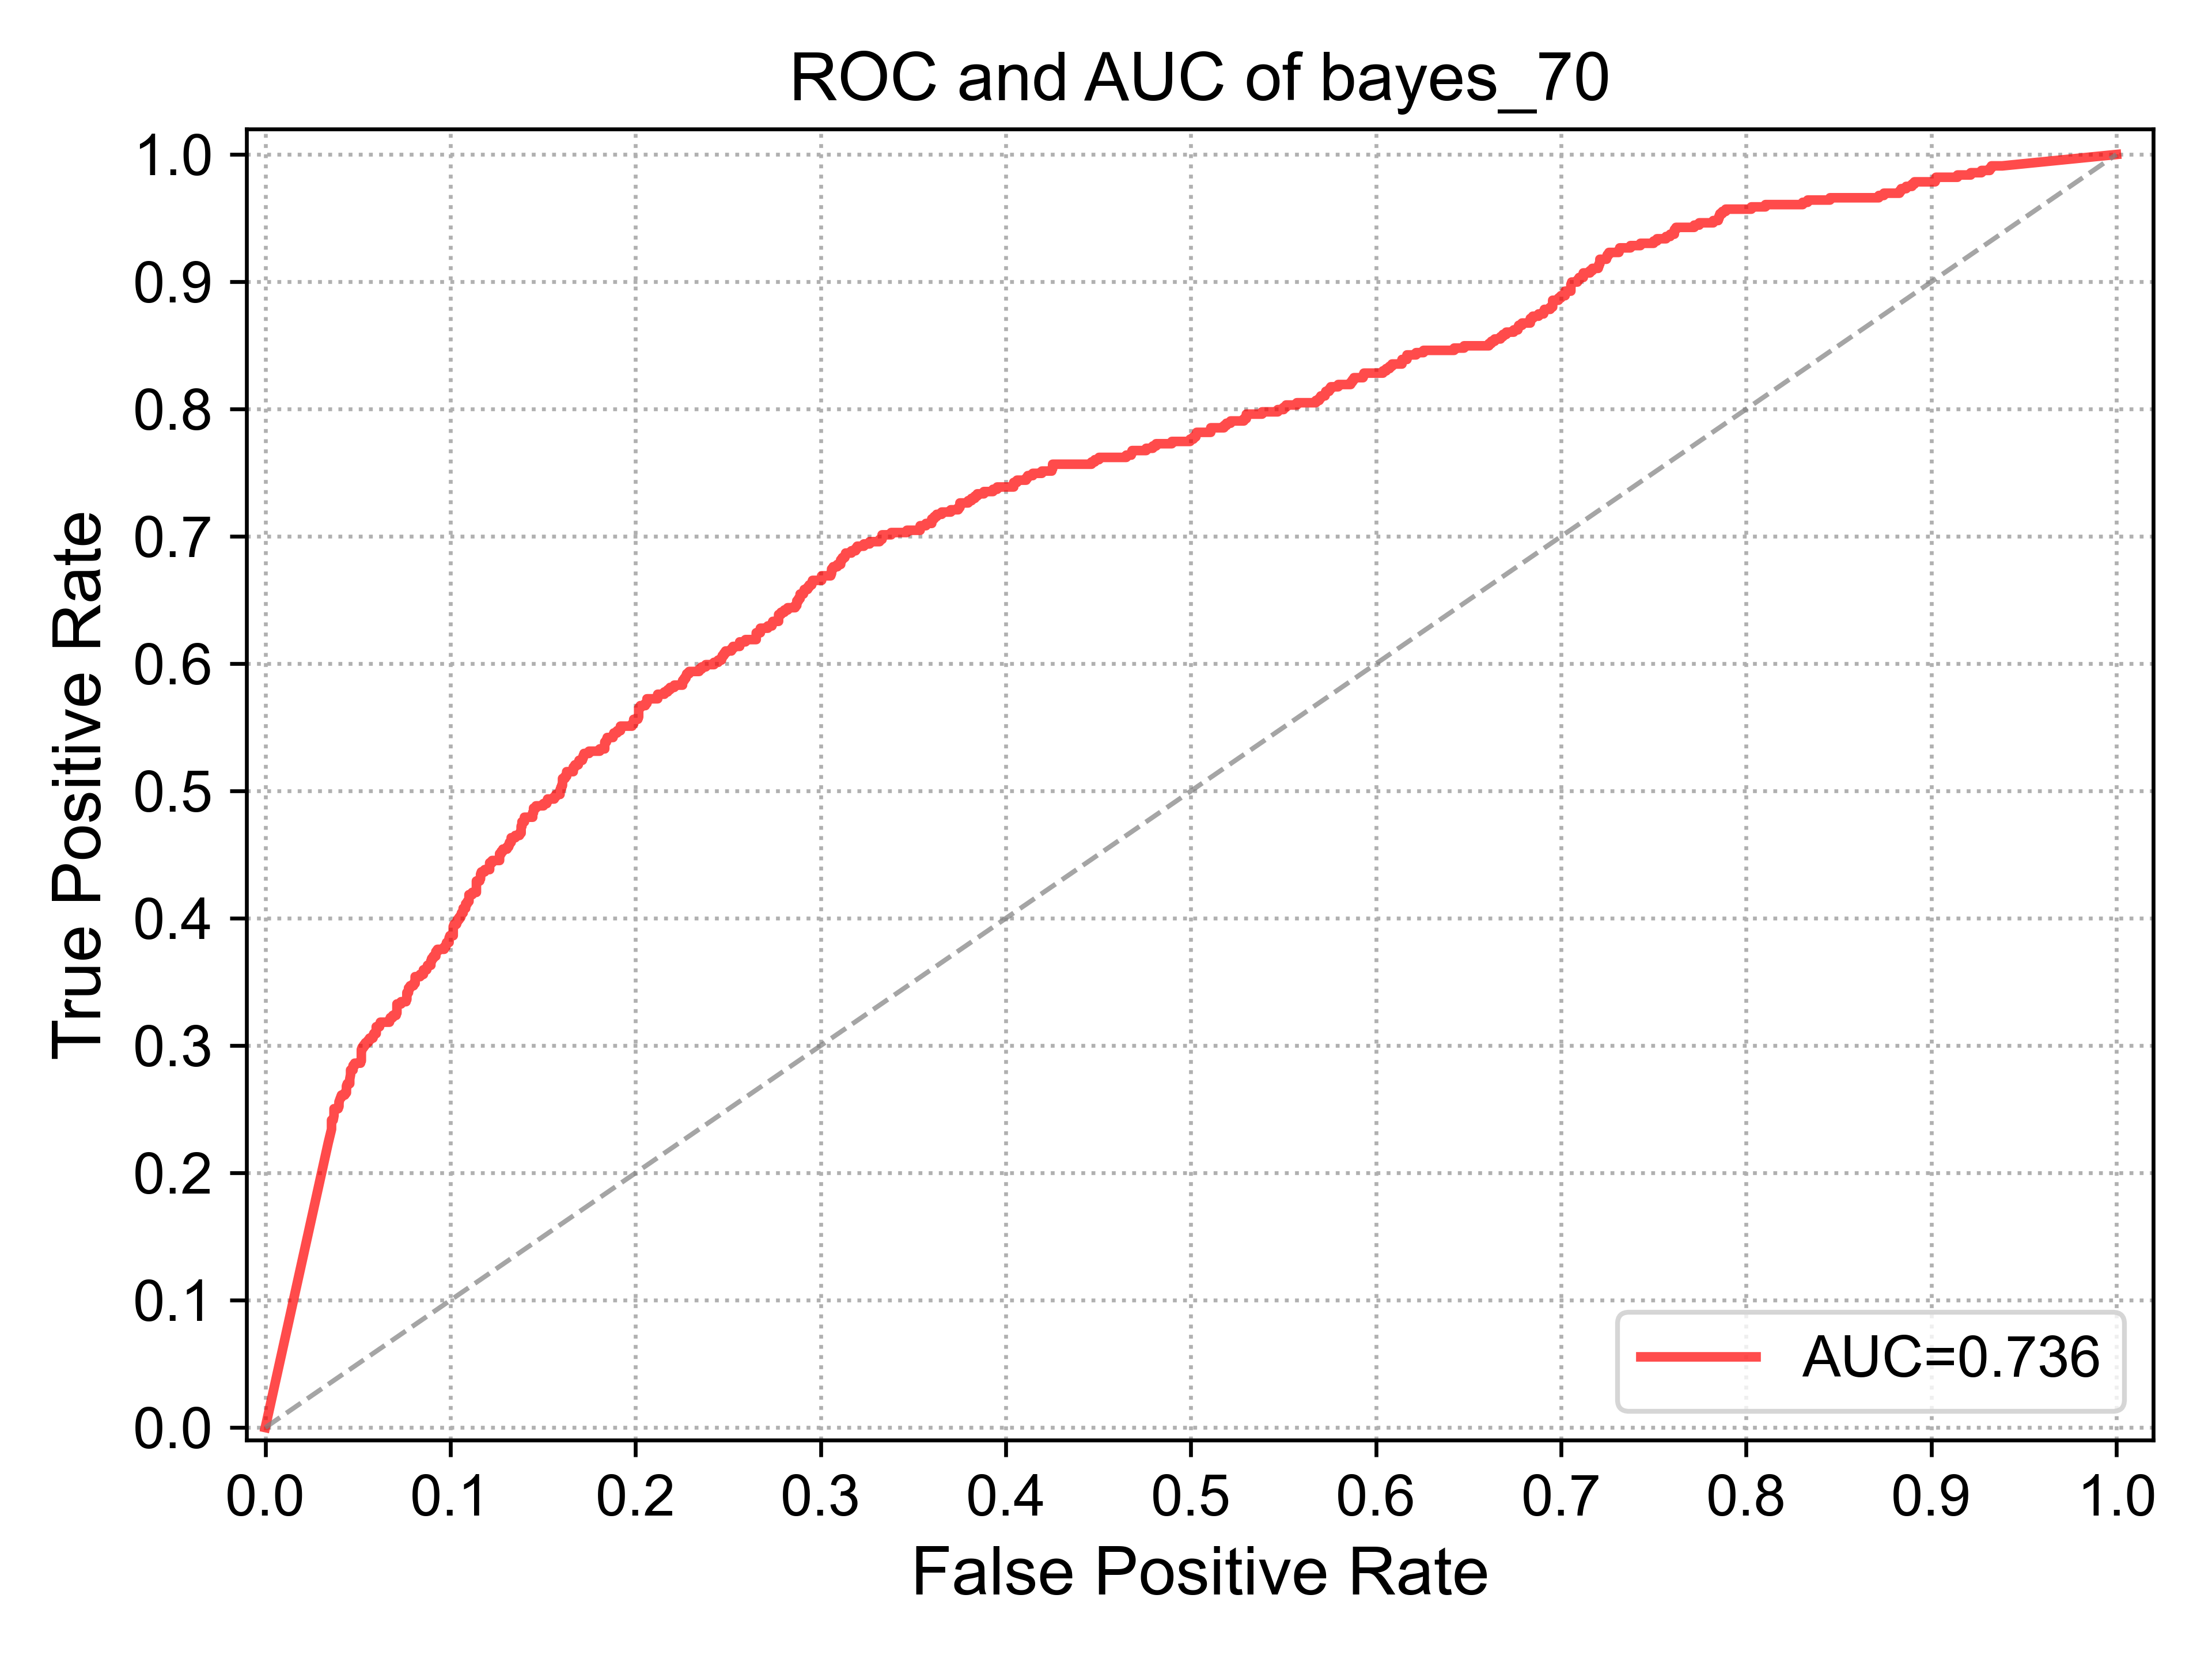 ROC and AUC of bayes_70
1.0
0.9
0.8
0.7
0.6
0.5
0.4
0.3
0.2
0.1
0.0
True Positive Rate
AUC=0.736
0.0 0.1 0.2 0.3 0.4 0.5 0.6 0.7 0.8 0.9 1.0
False Positive Rate